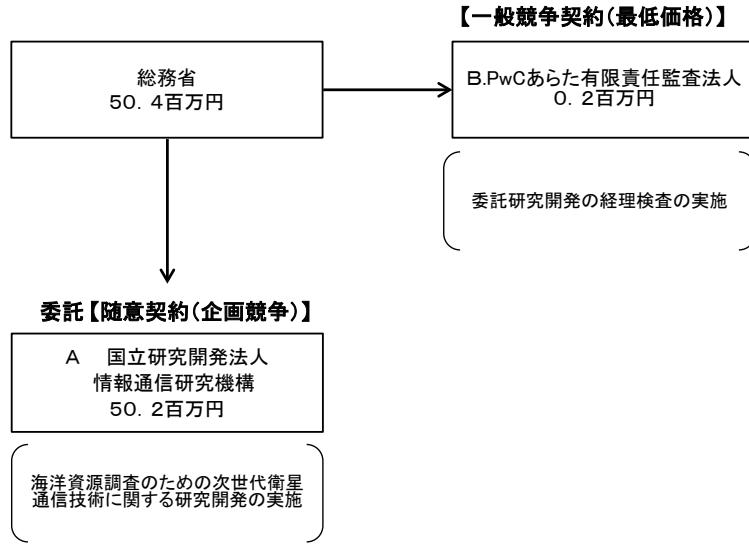 【一般競争契約(最低価格)】
総務省
50.4百万円
B.PwCあらた有限責任監査法人
0.2百万円
委託研究開発の経理検査の実施
委託【随意契約(企画競争)】
A 国立研究開発法人
情報通信研究機構
50.2百万円
海洋資源調査のための次世代衛星
通信技術に関する研究開発の実施